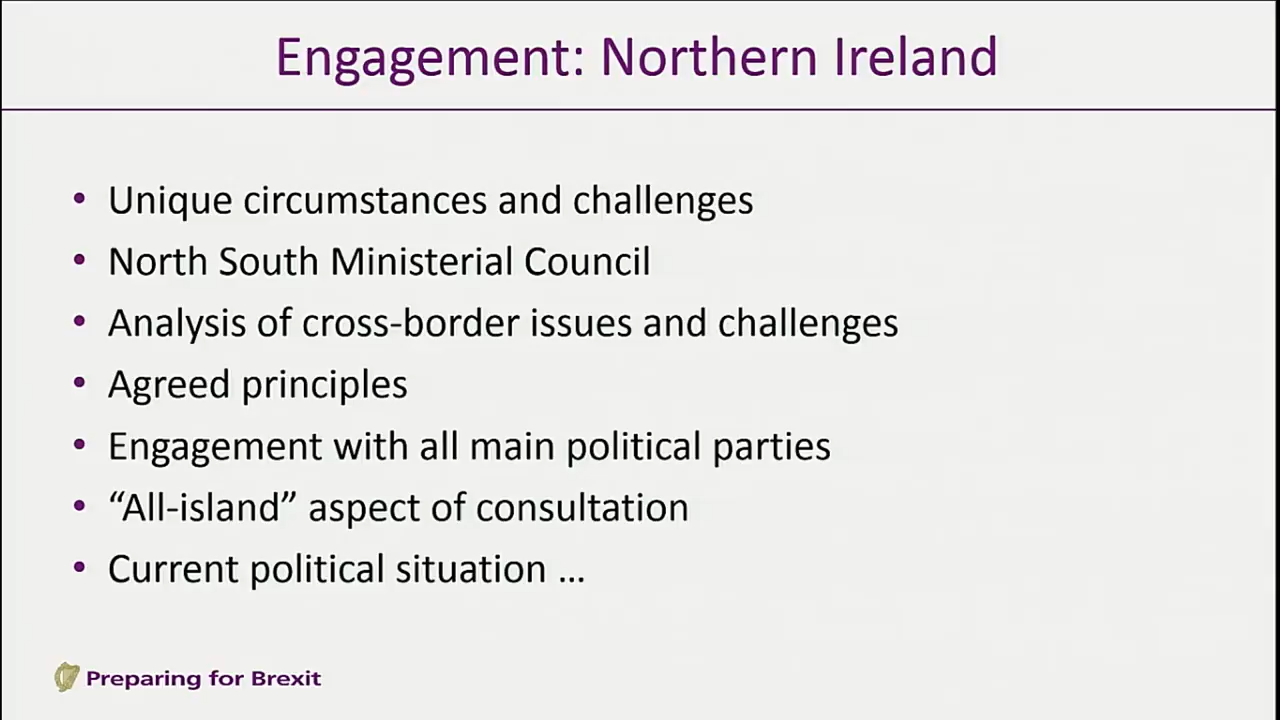 Engagement: Northern Ireland
• Unique circumstances and challenges
• North South Ministerial Council
• Analysis of cross-border issues and challenges
• Agreed principles
• Engagement with all main political parties
• “All-island” aspect of consultation
• Current political situation …
Preparing for Brexit